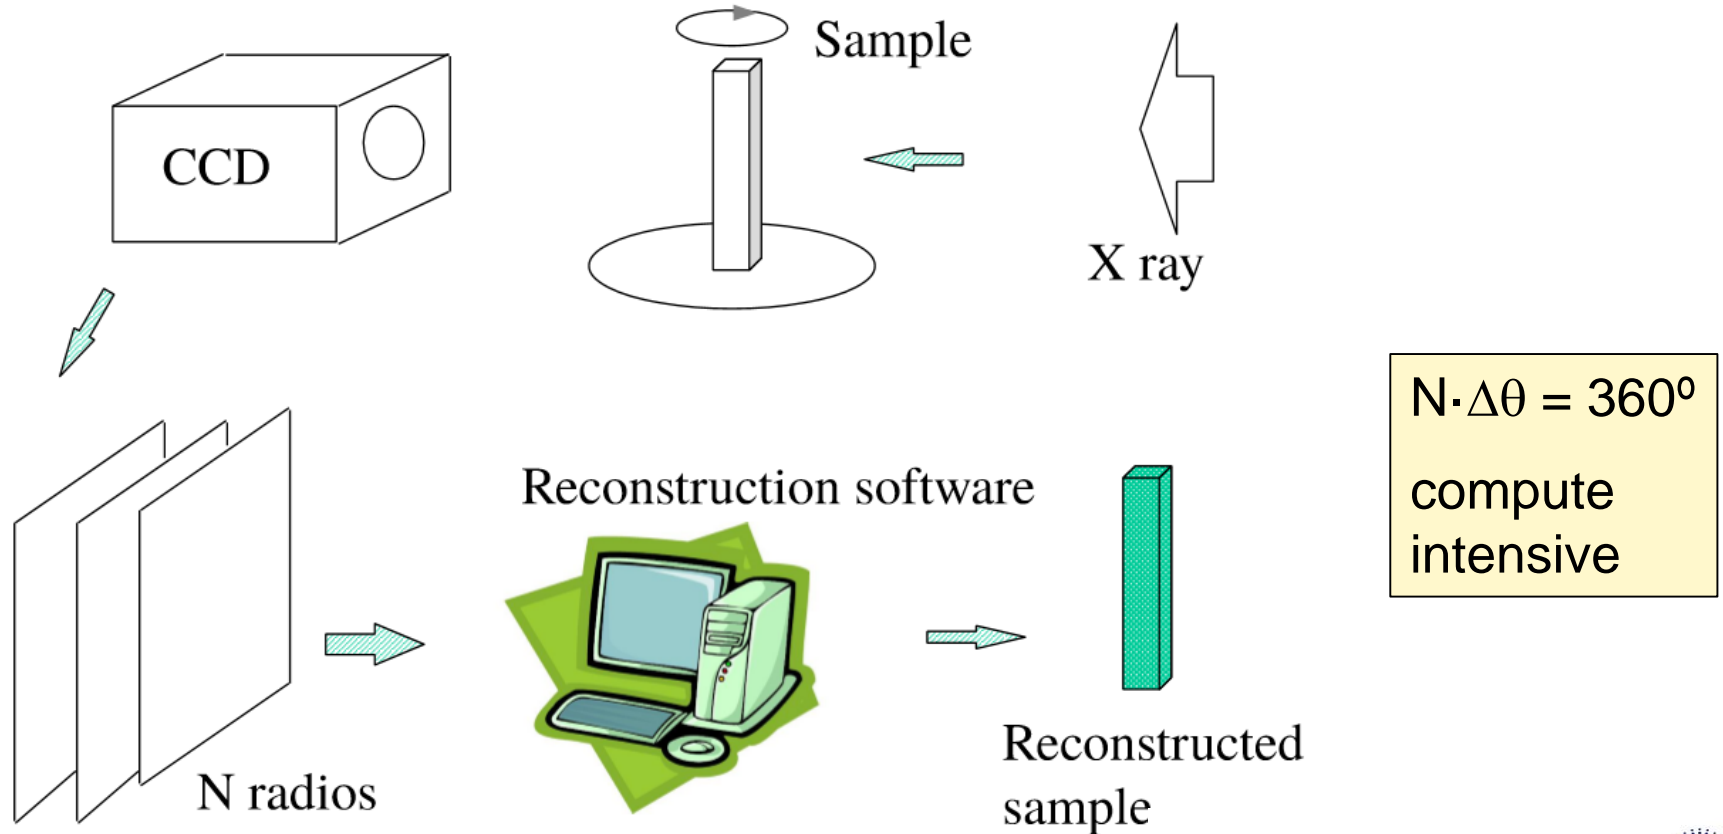 Sample
CCD
X ray
N·Δθ = 360º
compute
intensive
Reconstruction software
Reconstructed
sample
N radios